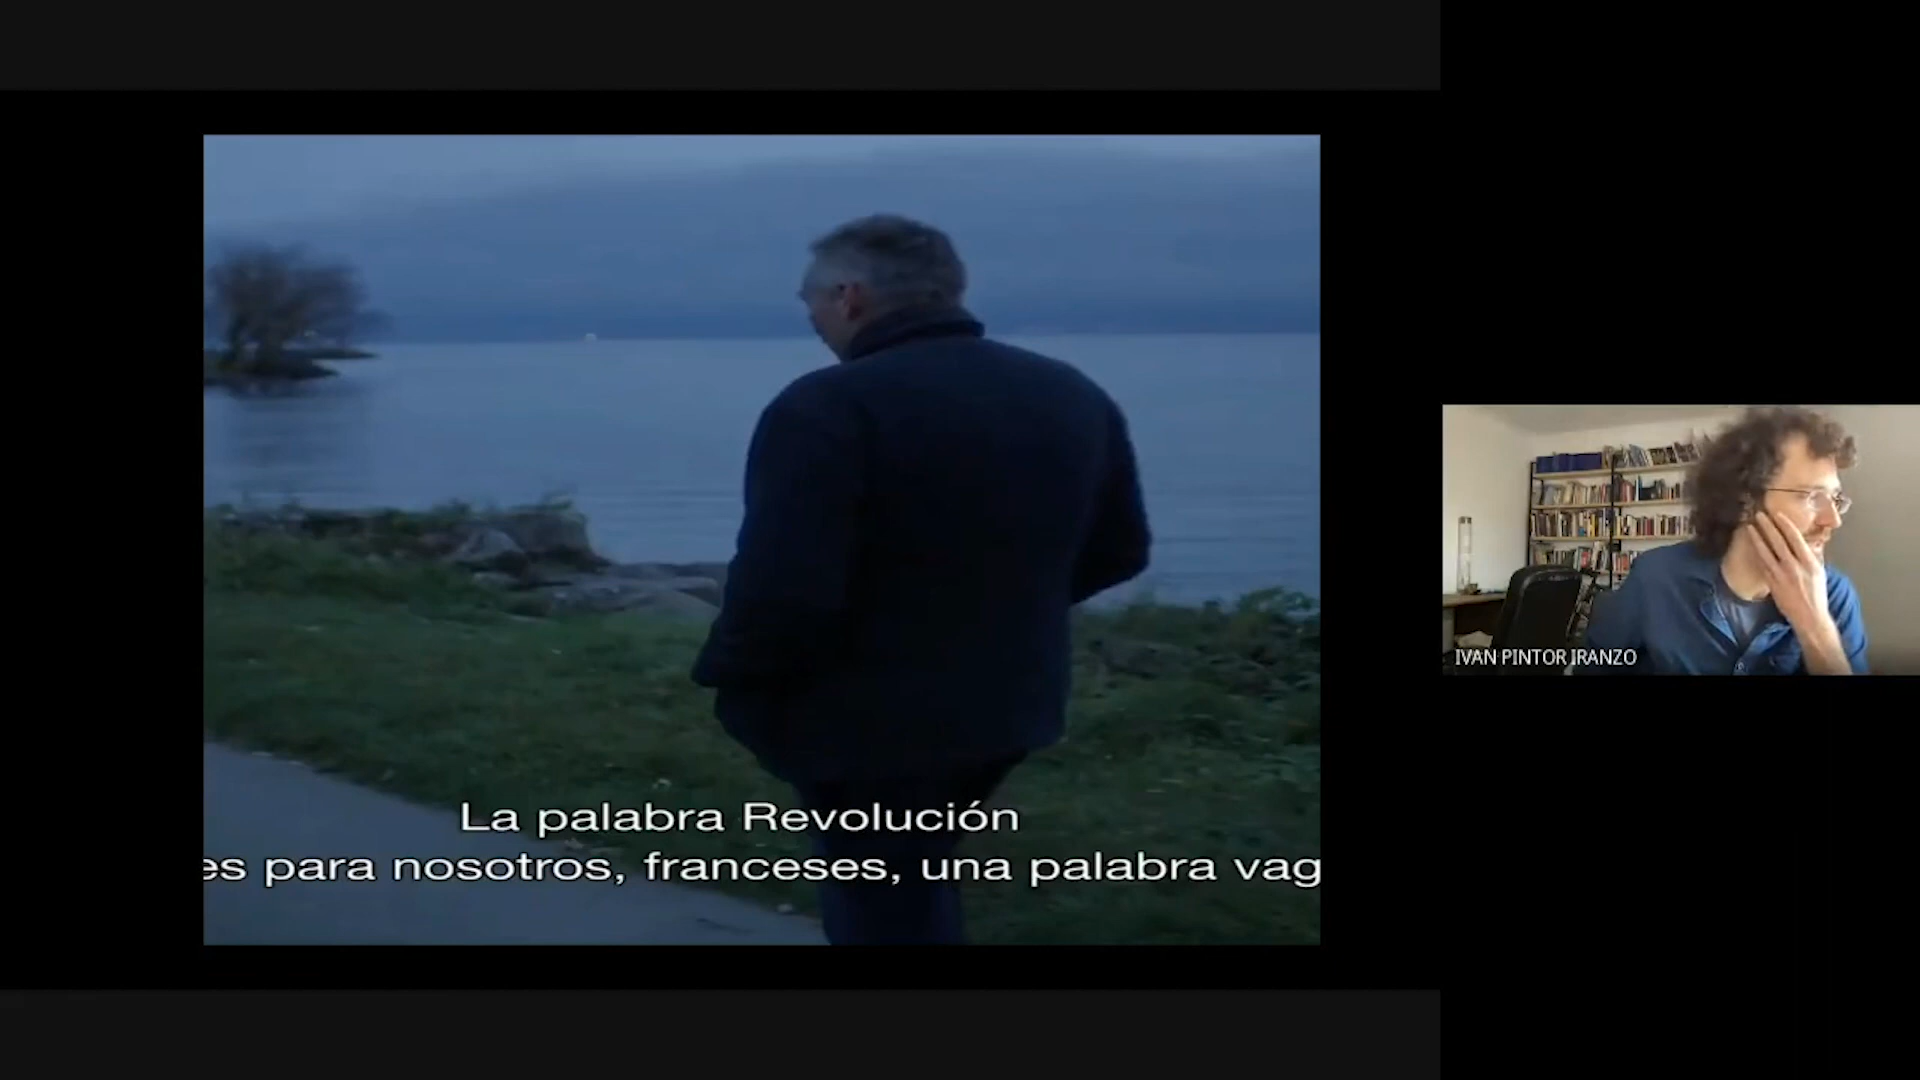 La palabra Revolución
es para nosotros, franceses, una palabra vag
IVAN PINTOR IRANZO